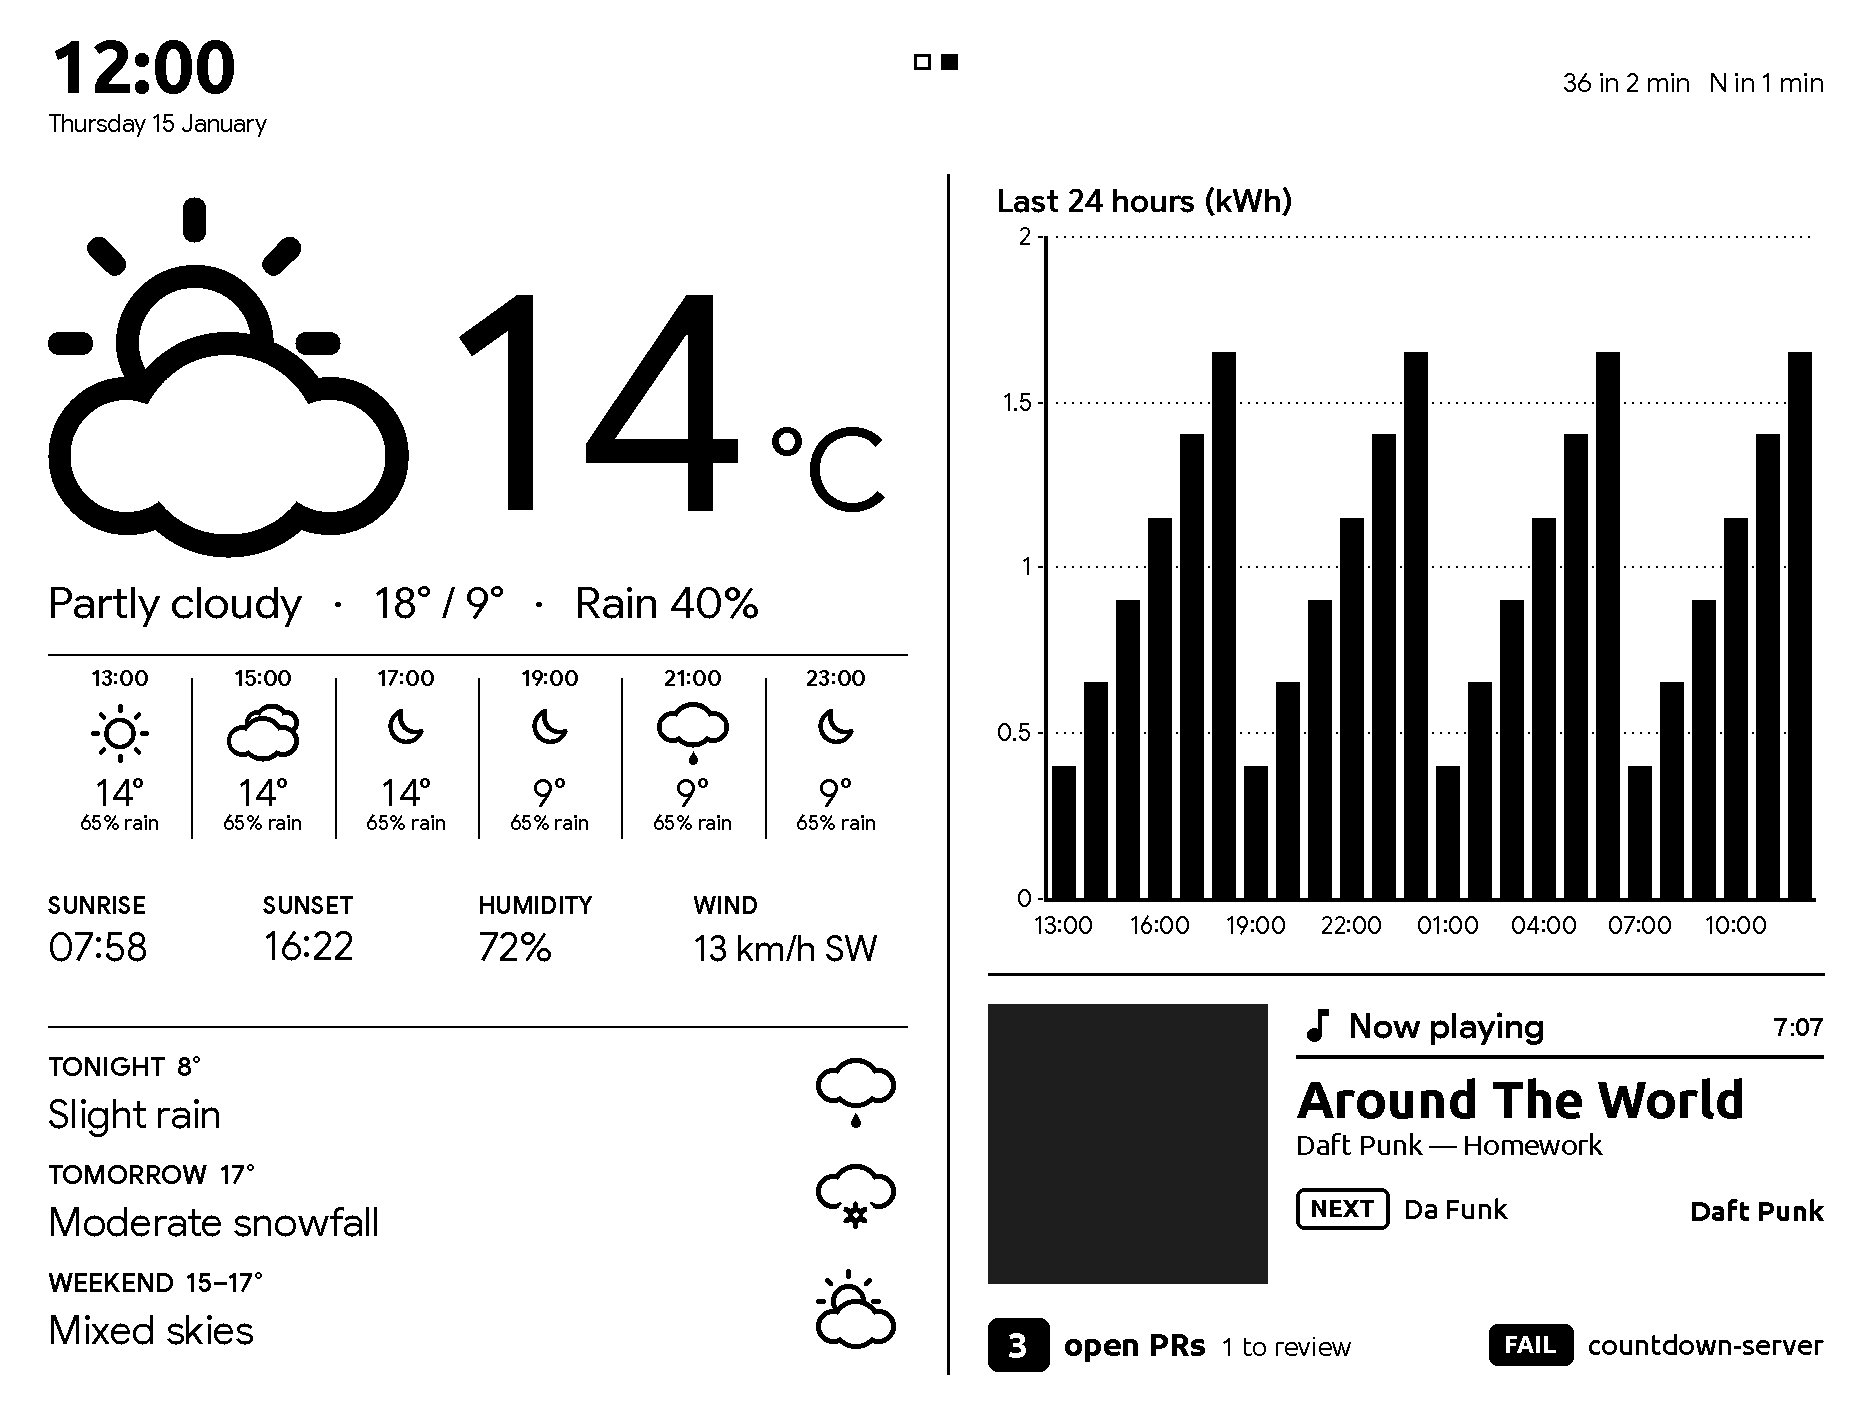 12:00
Thursday 15 January
36 in 2 min N in 1 min
14 °C
Partly cloudy · 18° / 9° · Rain 40%
13:00 15:00 17:00 19:00 21:00 23:00
14° 14° 14° 9° 9° 9°
65% rain 65% rain 65% rain 65% rain 65% rain 65% rain
SUNRISE SUNSET HUMIDITY WIND
07:58 16:22 72% 13 km/h SW
TONIGHT 8°
Slight rain
TOMORROW 17°
Moderate snowfall
WEEKEND 15–17°
Mixed skies
Last 24 hours (kWh)
2
1.5
1
0.5
0
13:00 16:00 19:00 22:00 01:00 04:00 07:00 10:00
Now playing 7:07
Around The World
Daft Punk — Homework
NEXT Da Funk Daft Punk
3 open PRs 1 to review FAIL countdown-server